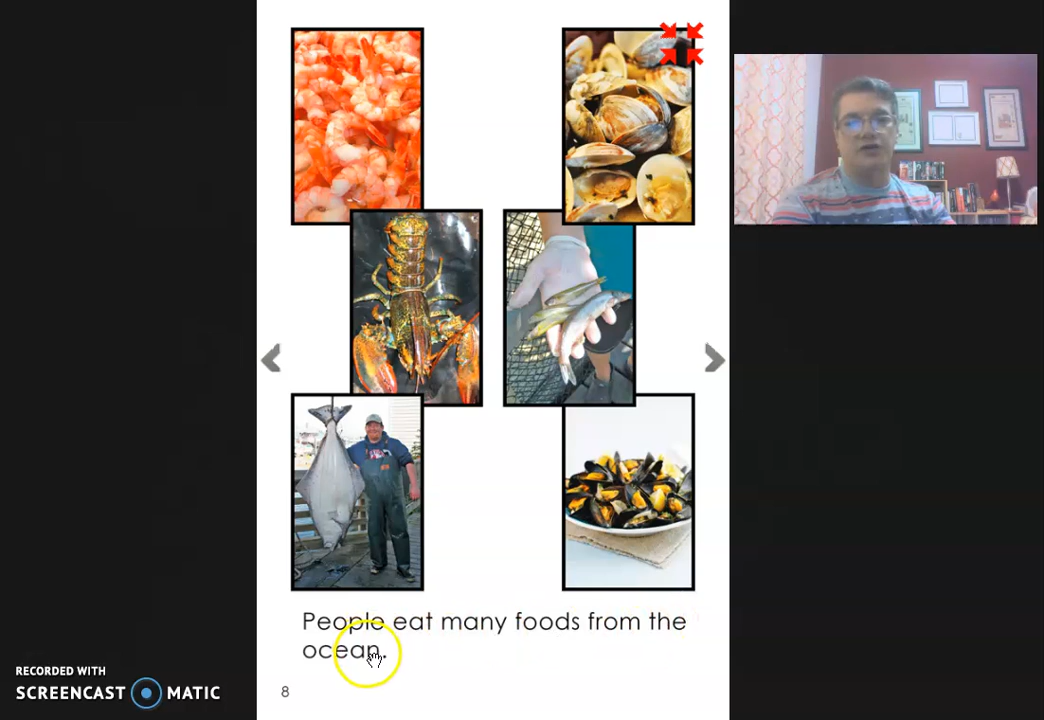 People eat many foods from the
ocean.
8
RECORDED WITH
SCREENCAST MATIC